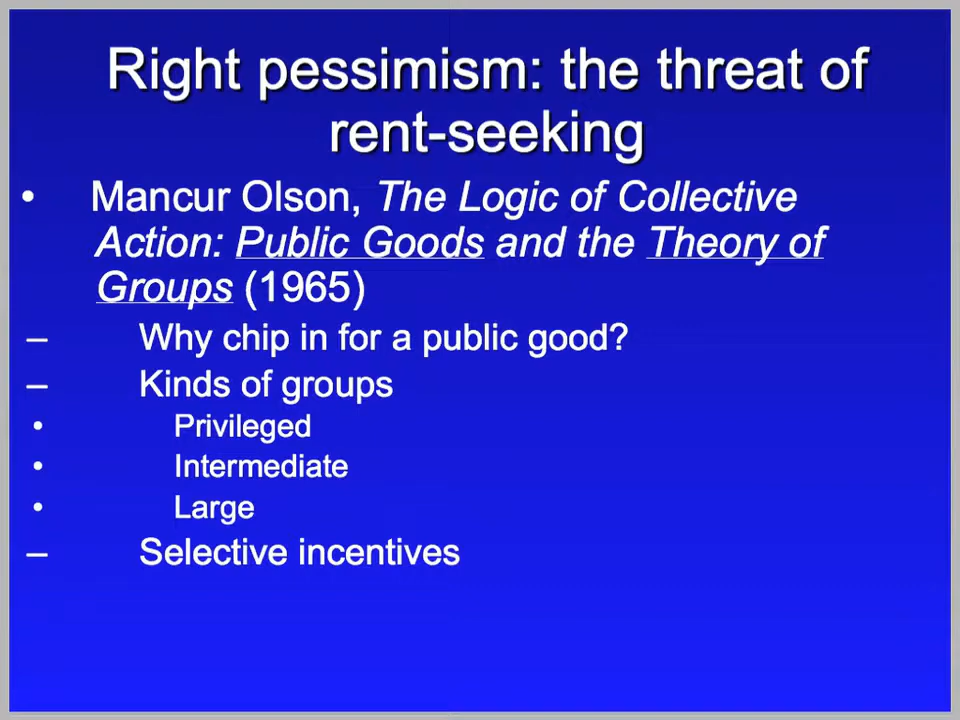 Right pessimism: the threat of
rent-seeking
• Mancur Olson, The Logic of Collective
Action: Public Goods and the Theory of
Groups (1965)
– Why chip in for a public good?
– Kinds of groups
• Privileged
• Intermediate
• Large
– Selective incentives